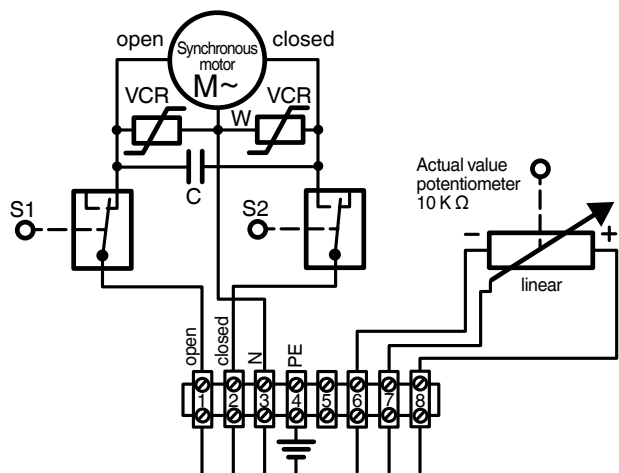 open
closed
Synchronous
motor
M~
VCR
W
VCR
C
S1
S2
Actual value
potentiometer
10 K Ω
- +
linear
open
closed
N
PE
1 2 3 4 5 6 7 8